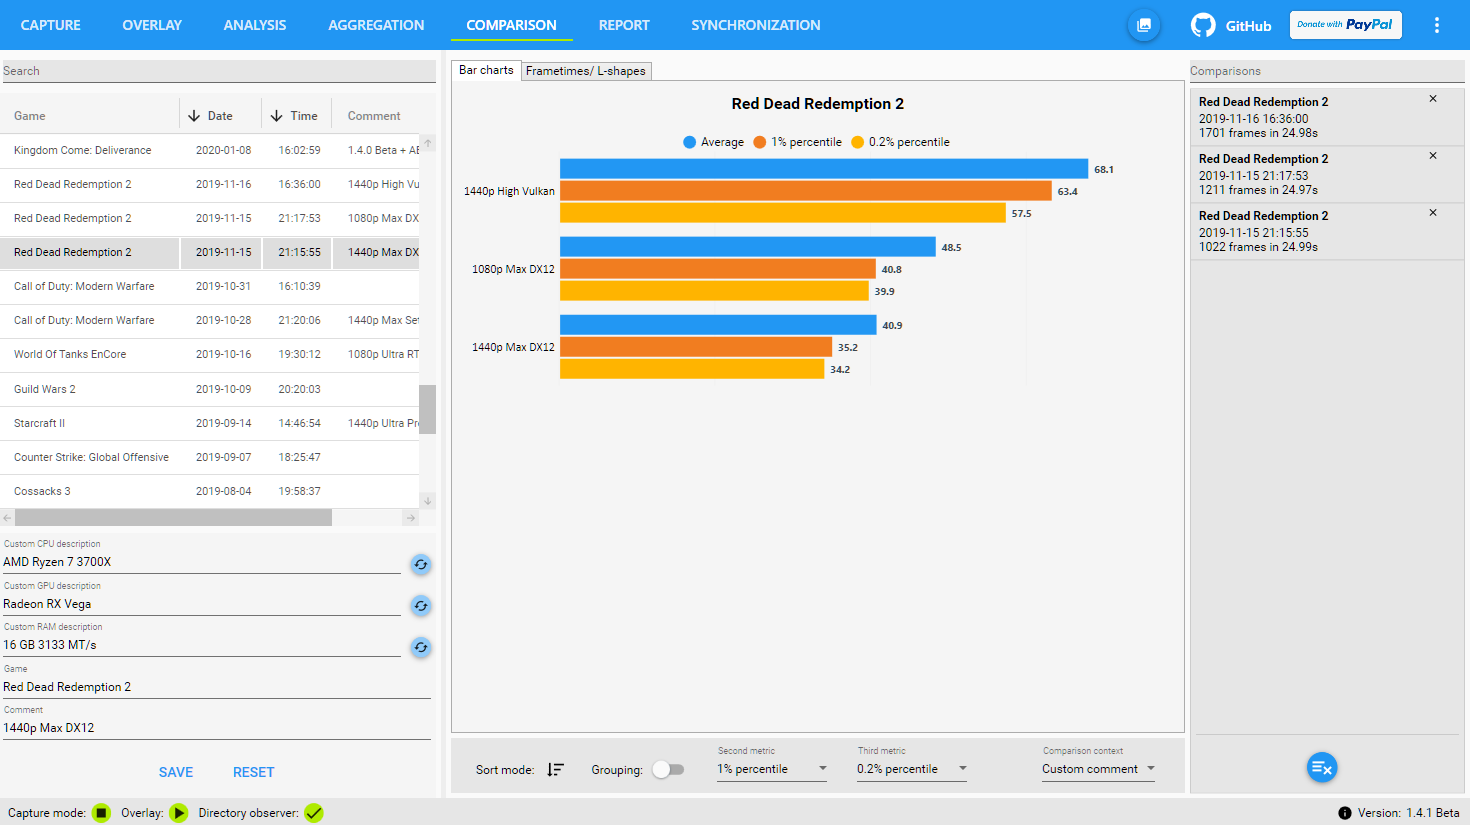 CAPTURE OVERLAY ANALYSIS AGGREGATION COMPARISON REPORT SYNCHRONIZATION GitHub Donate with PayPal
Search
Game Date Time Comment
Kingdom Come: Deliverance 2020-01-08 16:02:59 1.4.0 Beta + AE
Red Dead Redemption 2 2019-11-16 16:36:00 1440p High Vu
Red Dead Redemption 2 2019-11-15 21:17:53 1080p Max DX
Red Dead Redemption 2 2019-11-15 21:15:55 1440p Max DX
Call of Duty: Modern Warfare 2019-10-31 16:10:39
Call of Duty: Modern Warfare 2019-10-28 21:20:06 1440p Max Set
World Of Tanks EnCore 2019-10-16 19:30:12 1080p Ultra RT
Guild Wars 2 2019-10-09 20:20:03
Starcraft II 2019-09-14 14:46:54 1440p Ultra Pr
Counter Strike: Global Offensive 2019-09-07 18:25:47
Cossacks 3 2019-08-04 19:58:37
Custom CPU description
AMD Ryzen 7 3700X
Custom GPU description
Radeon RX Vega
Custom RAM description
16 GB 3133 MT/s
Game
Red Dead Redemption 2
Comment
1440p Max DX12
SAVE RESET
Bar charts Frametimes/ L-shapes
Red Dead Redemption 2
Average 1% percentile 0.2% percentile
68.1
1440p High Vulkan 63.4
57.5
48.5
1080p Max DX12 40.8
39.9
40.9
1440p Max DX12 35.2
34.2
Sort mode: Grouping:
Second metric
1% percentile
Third metric
0.2% percentile
Comparison context
Custom comment
Comparisons
Red Dead Redemption 2
2019-11-16 16:36:00
1701 frames in 24.98s
Red Dead Redemption 2
2019-11-15 21:17:53
1211 frames in 24.97s
Red Dead Redemption 2
2019-11-15 21:15:55
1022 frames in 24.99s
Capture mode: Overlay: Directory observer: Version: 1.4.1 Beta